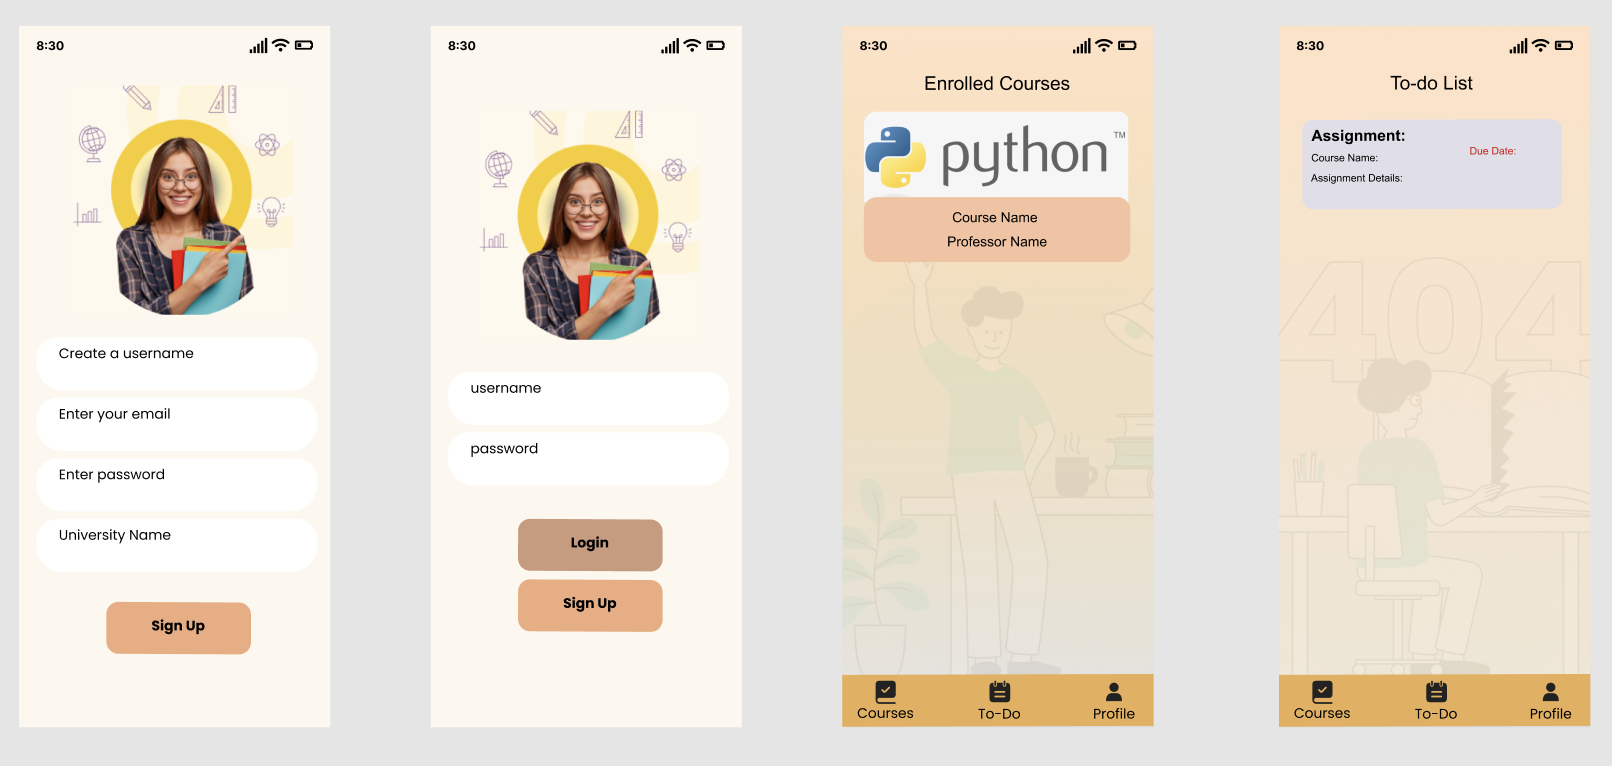 8:30
Create a username
Enter your email
Enter password
University Name
Sign Up
8:30
username
password
Login
Sign Up
8:30
Enrolled Courses
python™
Course Name
Professor Name
Courses
To-Do
Profile
8:30
To-do List
Assignment:
Due Date:
Course Name:
Assignment Details:
404
Courses
To-Do
Profile